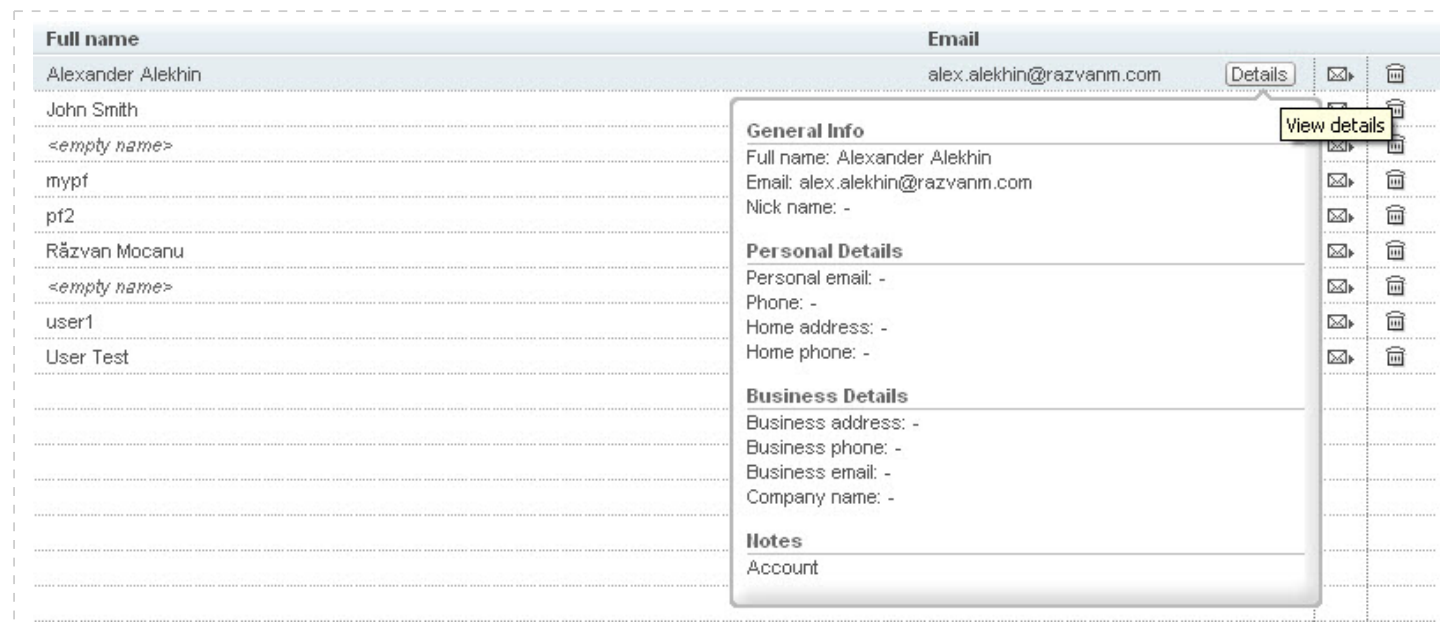 Full name Email
Alexander Alekhin alex.alekhin@razvanm.com Details
John Smith
View details
<empty name>
mypf
pf2
Råzvan Mocanu
<empty name>
user1
User Test
General Info
Full name: Alexander Alekhin
Email: alex.alekhin@razvanm.com
Nick name: -
Personal Details
Personal email: -
Phone: -
Home address: -
Home phone: -
Business Details
Business address: -
Business phone: -
Business email: -
Company name: -
Notes
Account